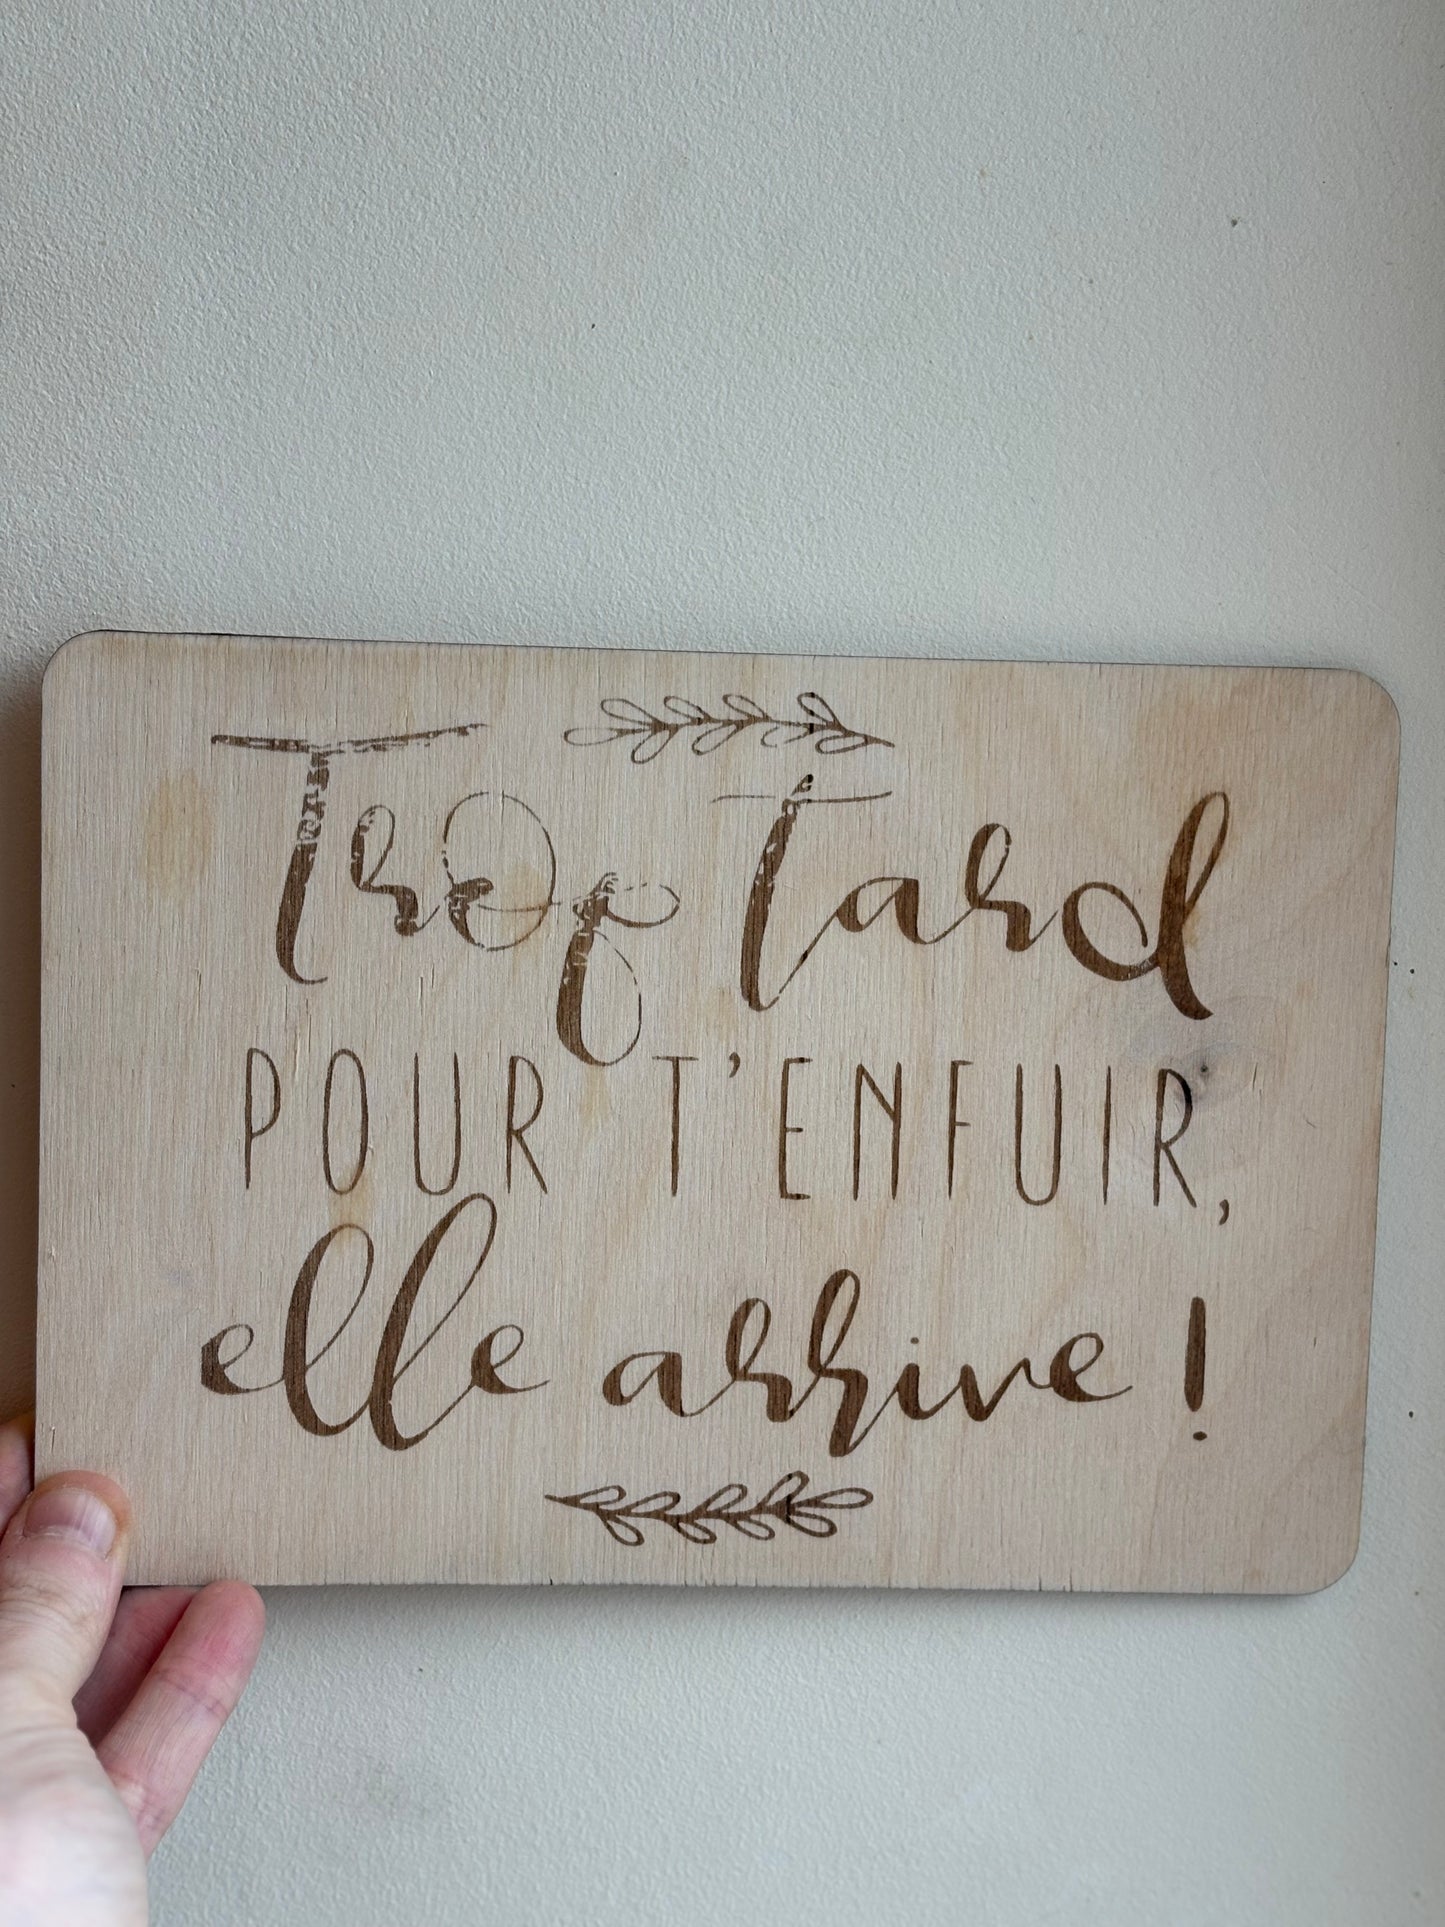 Trop Tard
POUR T'ENFUIR,
elle arrive !